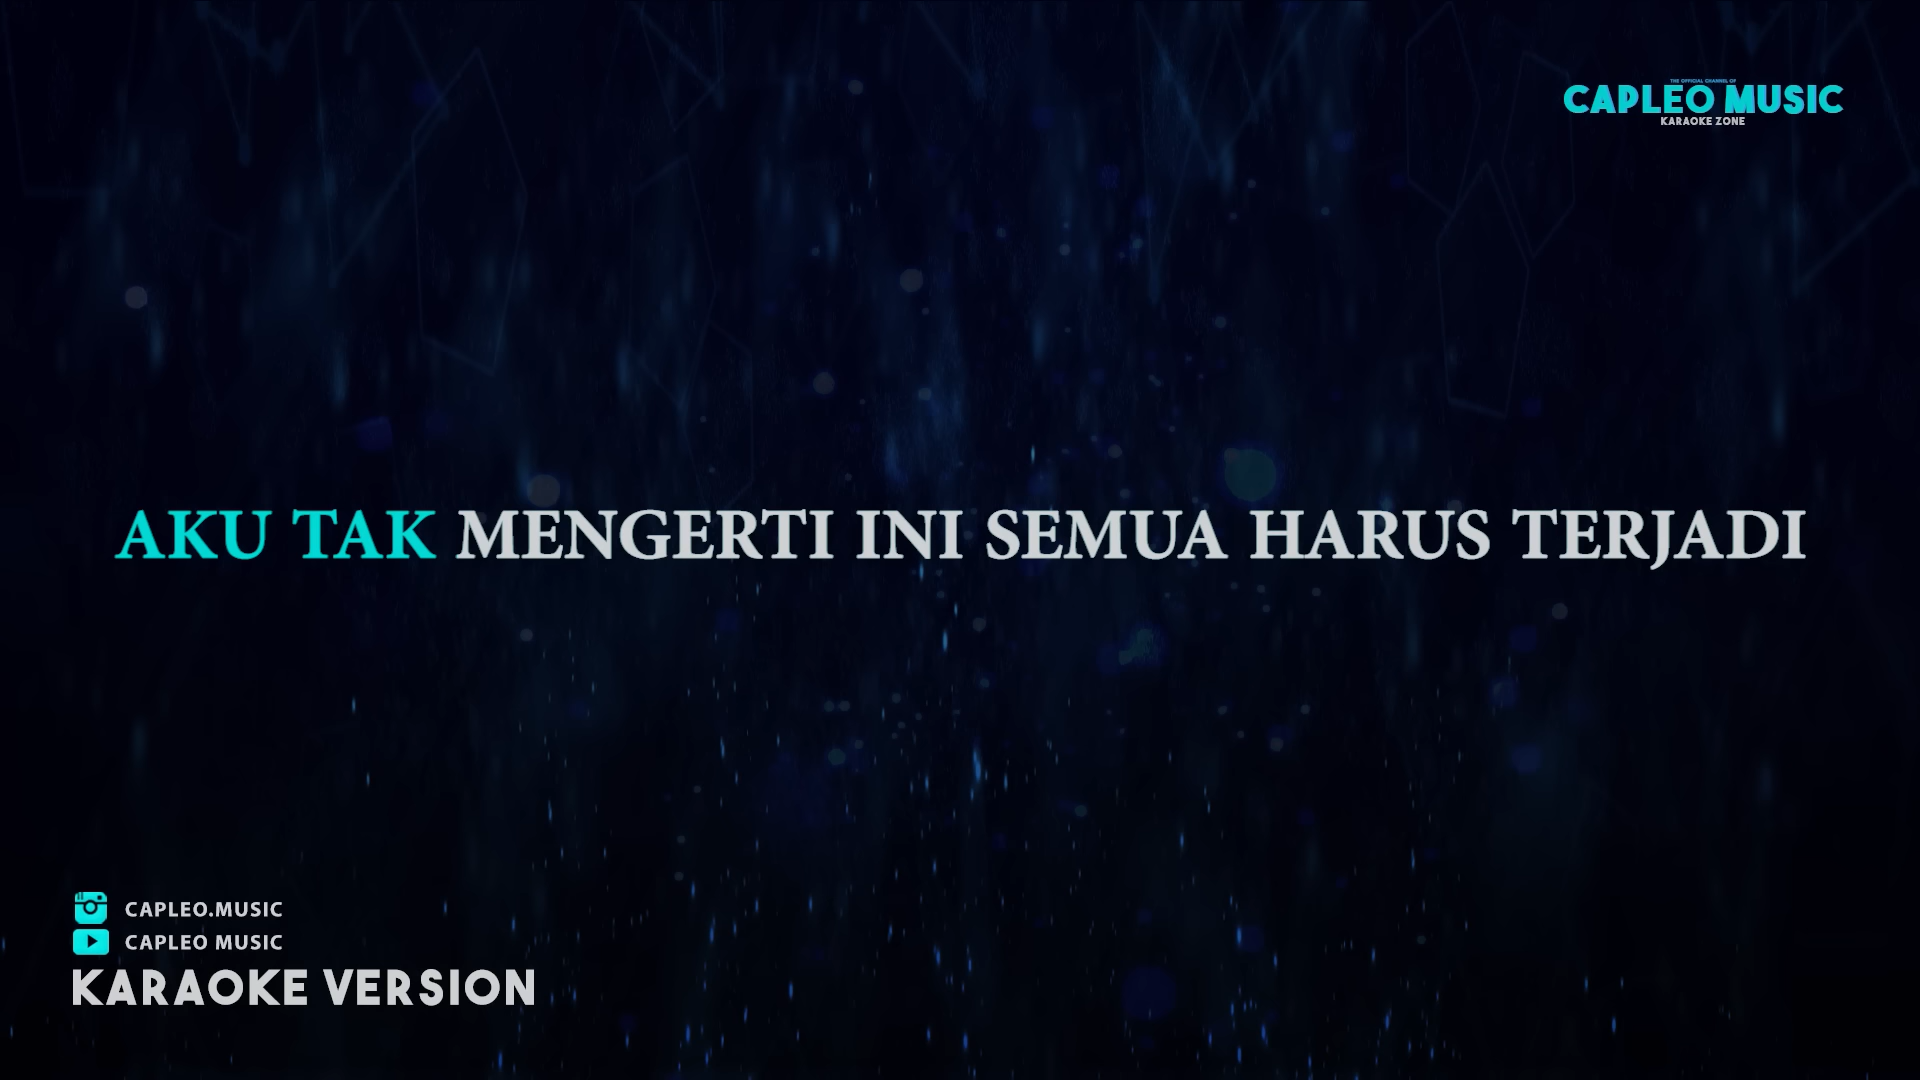 THE OFFICIAL CHANNEL OF
CAPLEO MUSIC
KARAOKE ZONE
AKU TAK MENGERTI INI SEMUA HARUS TERJADI
CAPLEO.MUSIC
CAPLEO MUSIC
KARAOKE VERSION